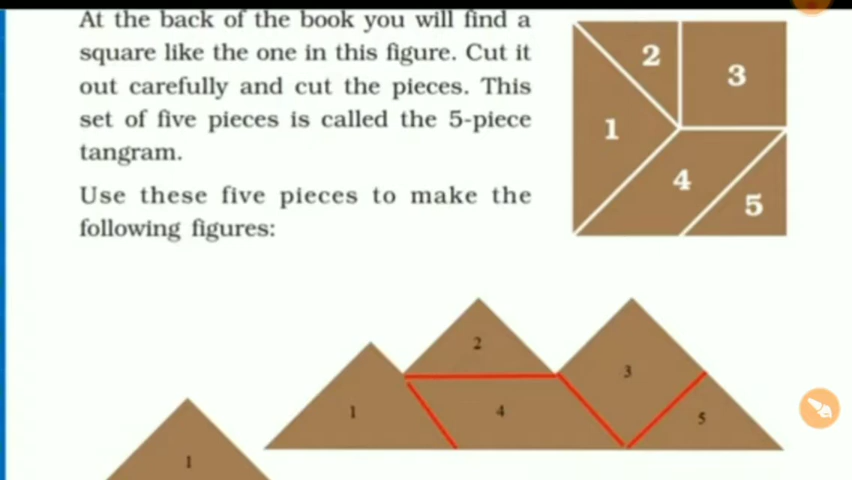 At the back of the book you will find a
square like the one in this figure. Cut it
out carefully and cut the pieces. This
set of five pieces is called the 5-piece
tangram.
Use these five pieces to make the
following figures:
2
3
1
4
5
2
3
1
4
5
1